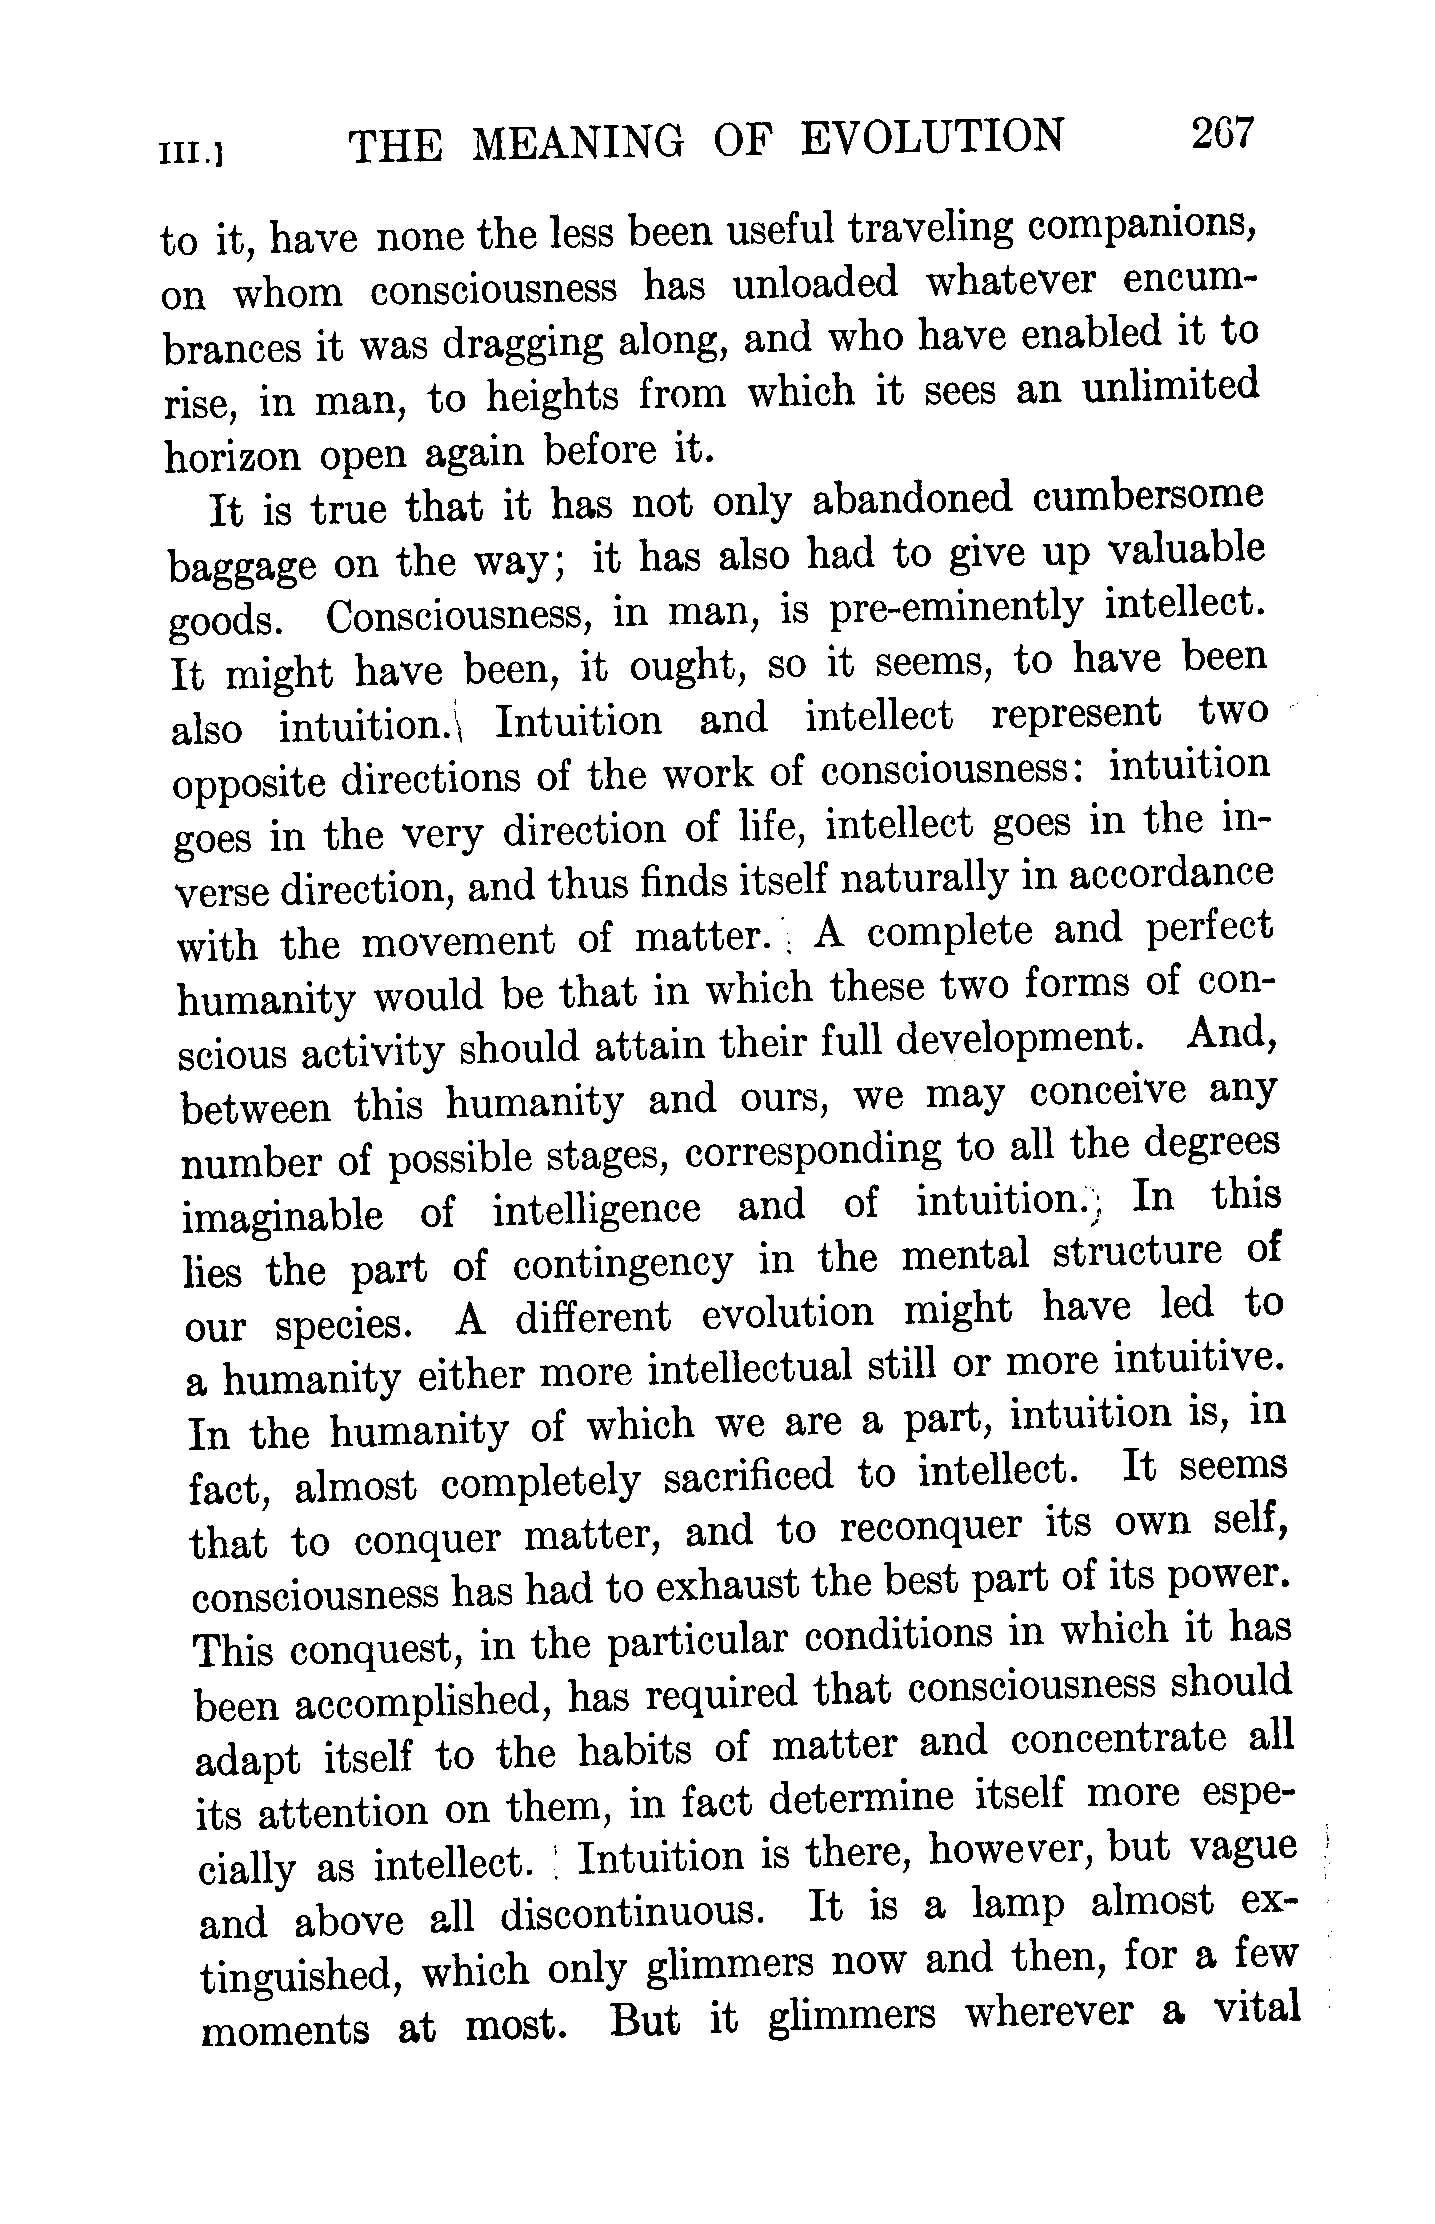 III.] THE MEANING OF EVOLUTION 267
to it, have none the less been useful traveling companions,
on whom consciousness has unloaded whatever encum-
brances it was dragging along, and who have enabled it to
rise, in man, to heights from which it sees an unlimited
horizon open again before it.
It is true that it has not only abandoned cumbersome
baggage on the way; it has also had to give up valuable
goods. Consciousness, in man, is pre-eminently intellect.
It might have been, it ought, so it seems, to have been
also intuition. Intuition and intellect represent two
opposite directions of the work of consciousness: intuition
goes in the very direction of life, intellect goes in the in-
verse direction, and thus finds itself naturally in accordance
with the movement of matter. A complete and perfect
humanity would be that in which these two forms of con-
scious activity should attain their full development. And,
between this humanity and ours, we may conceive any
number of possible stages, corresponding to all the degrees
imaginable of intelligence and of intuition. In this
lies the part of contingency in the mental structure of
our species. A different evolution might have led to
a humanity either more intellectual still or more intuitive.
In the humanity of which we are a part, intuition is, in
fact, almost completely sacrificed to intellect. It seems
that to conquer matter, and to reconquer its own self,
consciousness has had to exhaust the best part of its power.
This conquest, in the particular conditions in which it has
been accomplished, has required that consciousness should
adapt itself to the habits of matter and concentrate all
its attention on them, in fact determine itself more espe-
cially as intellect. Intuition is there, however, but vague
and above all discontinuous. It is a lamp almost ex-
tinguished, which only glimmers now and then, for a few
moments at most. But it glimmers wherever a vital